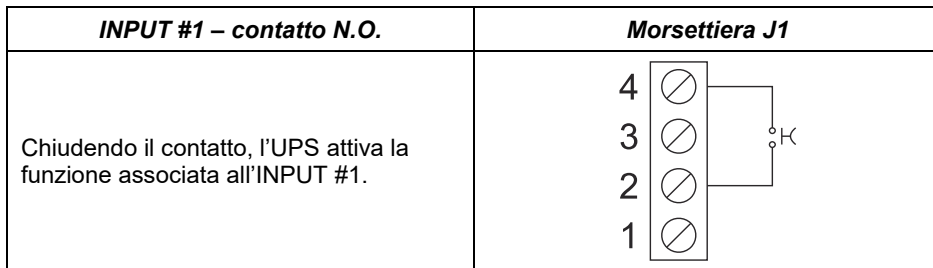 INPUT #1 – contatto N.O.
Morsettiera J1
Chiudendo il contatto, l'UPS attiva la
funzione associata all'INPUT #1.
4
3
2
1